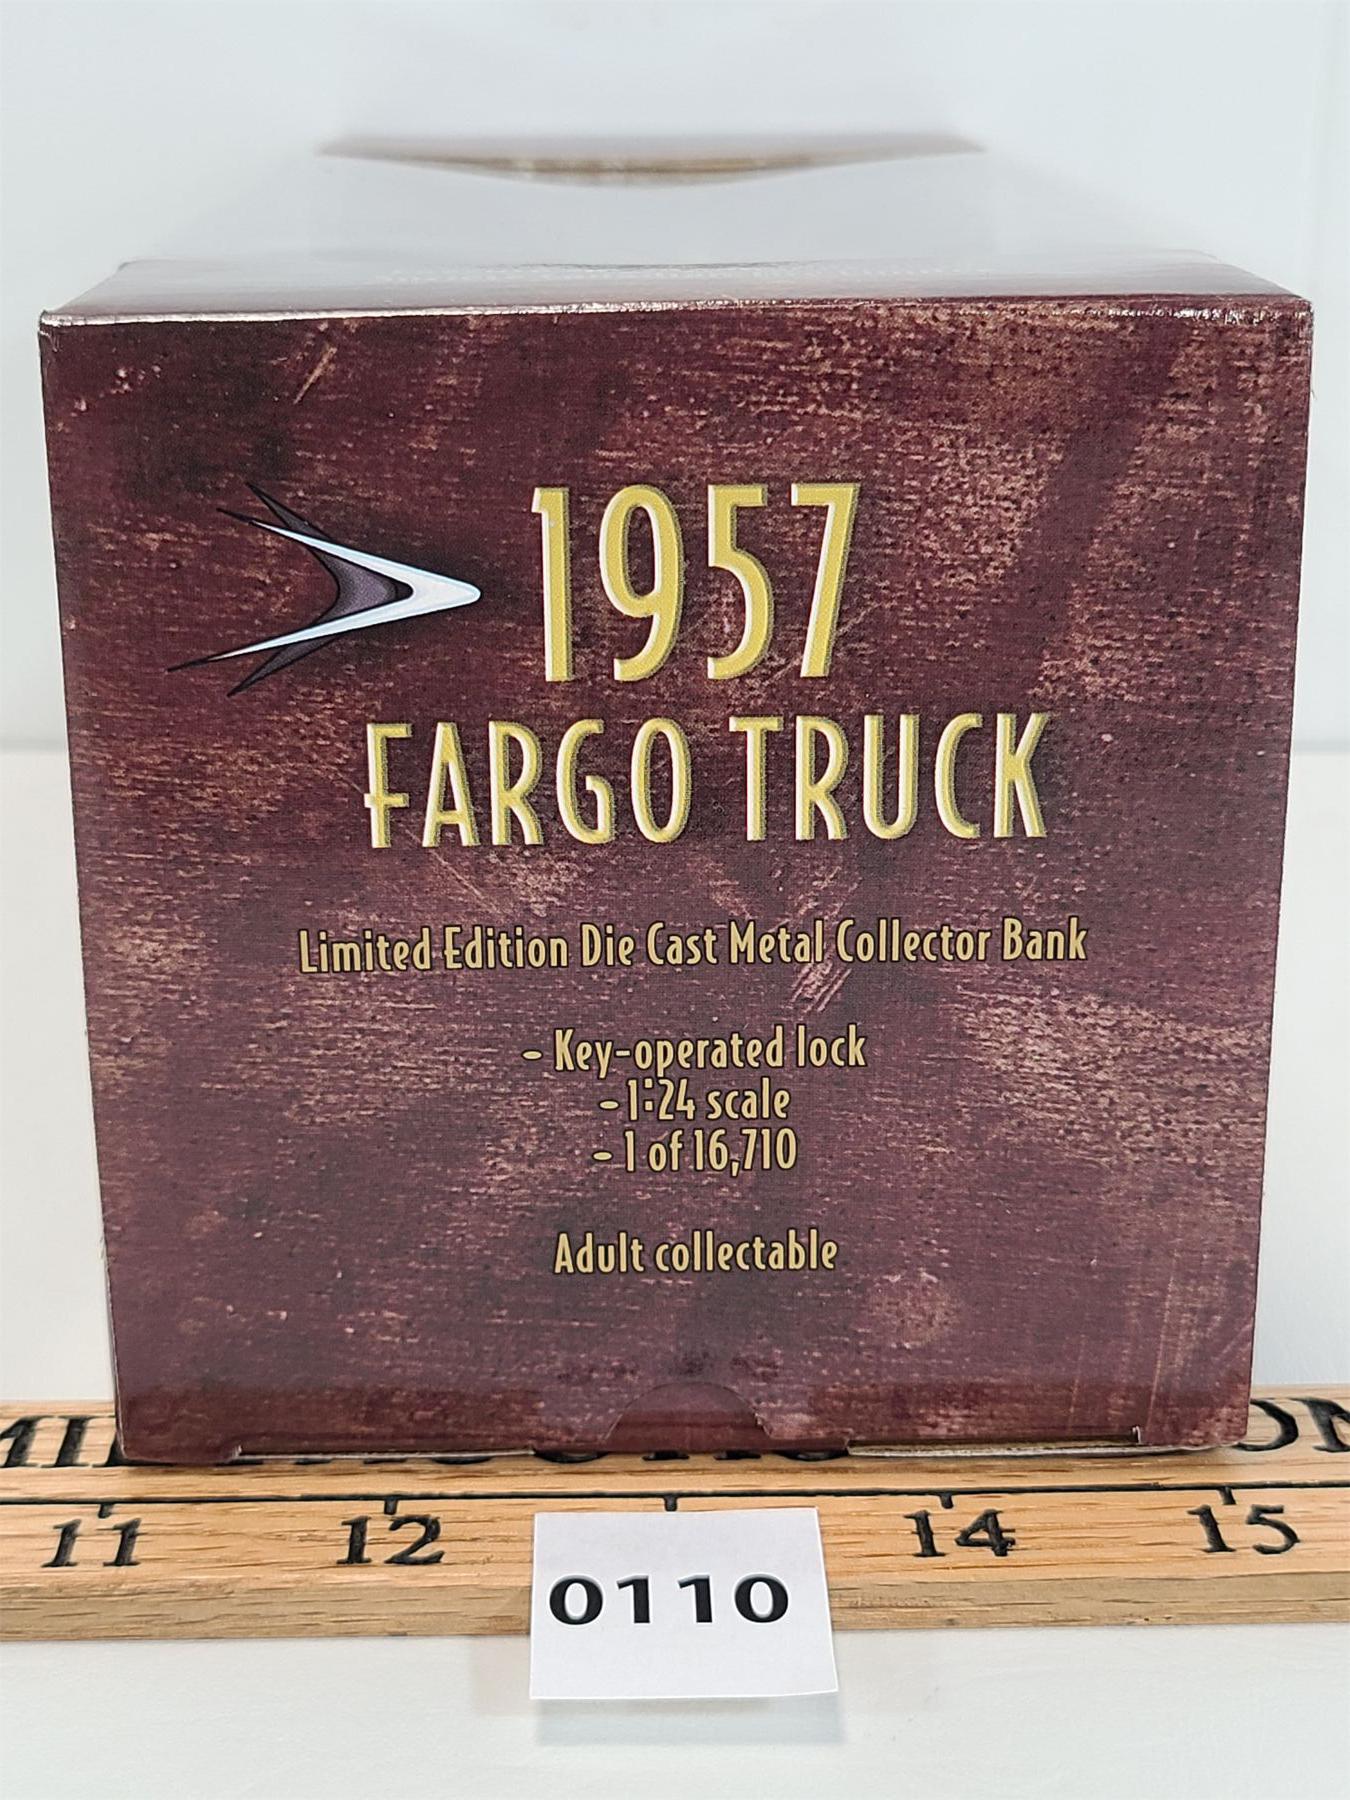 1957
FARGO TRUCK
Limited Edition Die Cast Metal Collector Bank
- Key-operated lock
- 1:24 scale
- 1 of 16,710
Adult collectable
11 12 14 15
0110